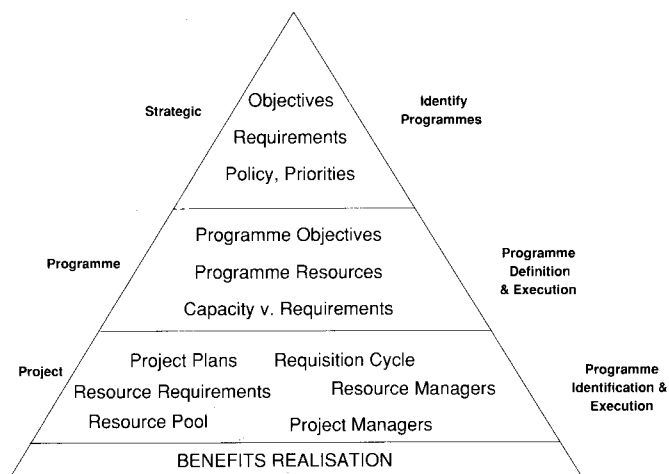 Strategic
Objectives
Requirements
Policy, Priorities
Identify
Programmes
Programme
Programme Objectives
Programme Resources
Capacity v. Requirements
Programme
Definition
& Execution
Project
Project Plans Requisition Cycle
Resource Requirements Resource Managers
Resource Pool Project Managers
Programme
Identification &
Execution
BENEFITS REALISATION